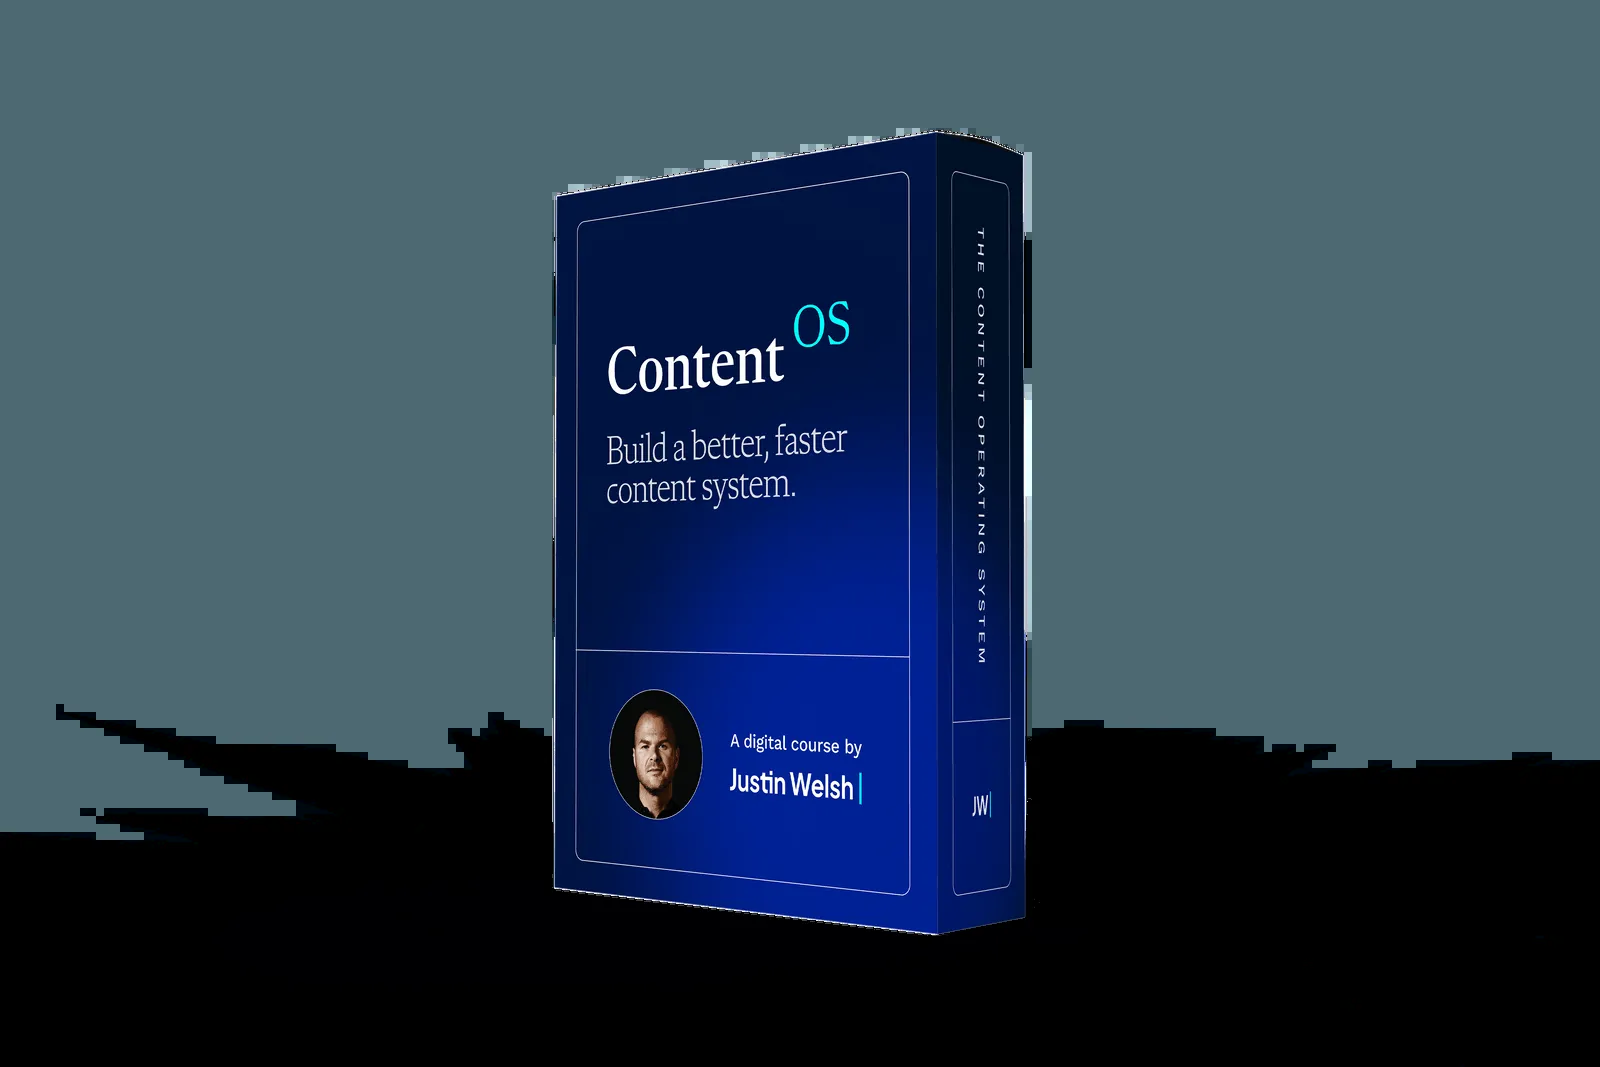 Content OS
Build a better, faster
content system.
A digital course by
Justin Welsh|
THE CONTENT OPERATING SYSTEM
JW|